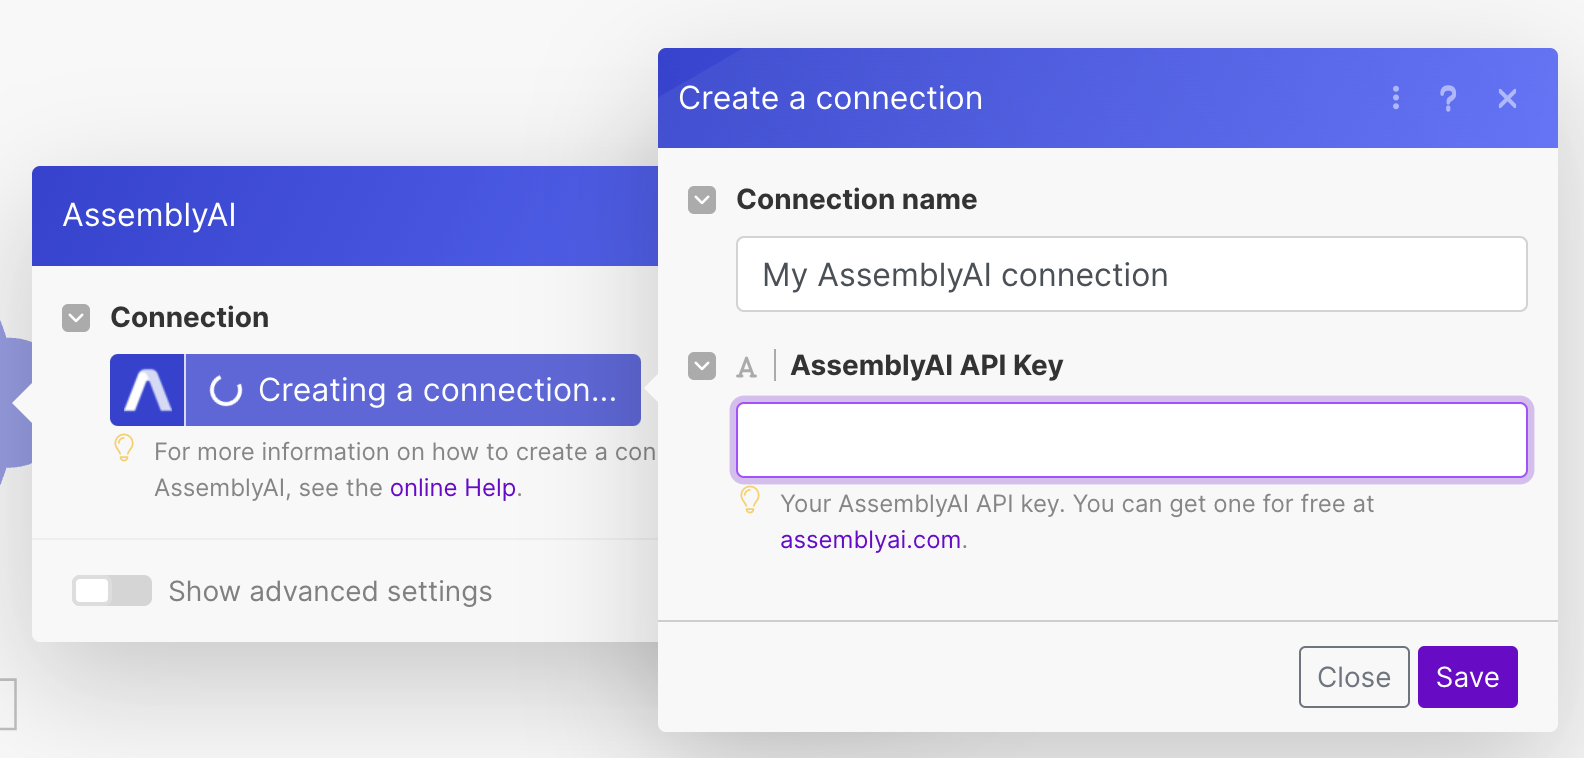 AssemblyAI
Connection
Creating a connection...
For more information on how to create a con
AssemblyAI, see the online Help.
Show advanced settings
Create a connection
Connection name
My AssemblyAI connection
A | AssemblyAI API Key
Your AssemblyAI API key. You can get one for free at
assemblyai.com.
Close Save